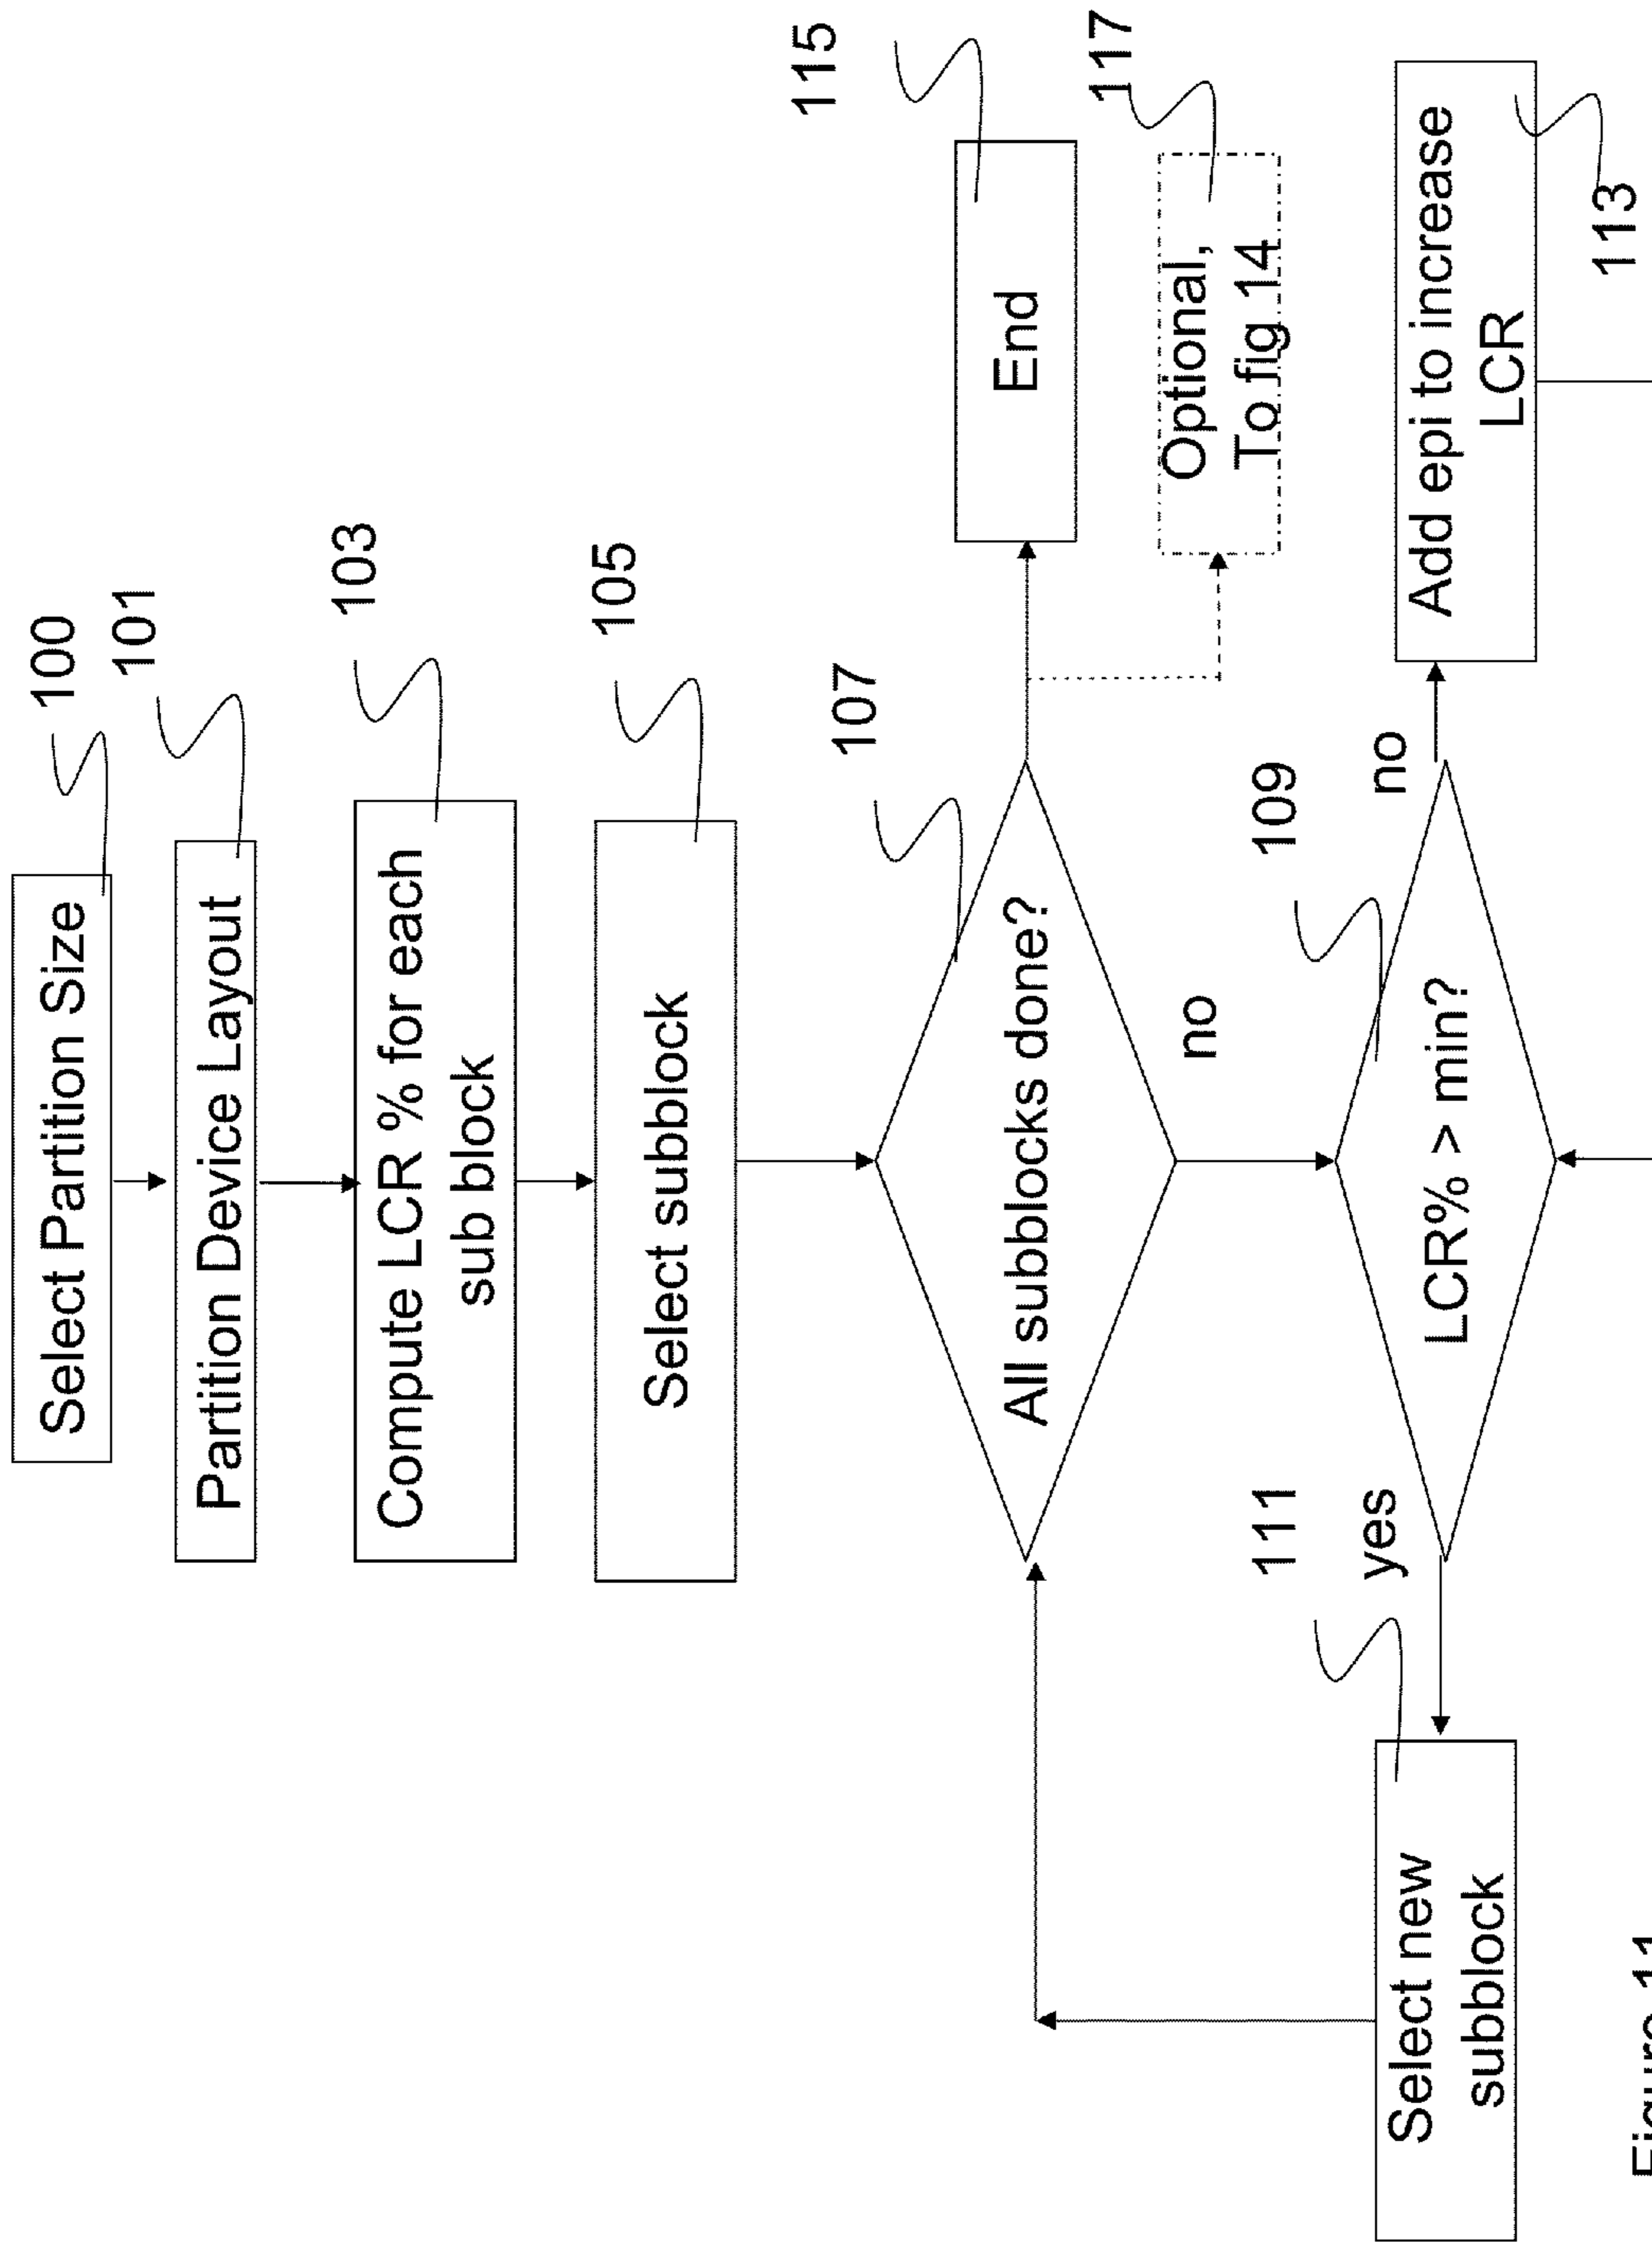 Select Partition Size
100
Partition Device Layout
101
Compute LCR % for each
sub block
103
Select subblock
105
All subblocks done?
107
no
End
115
Optional,
To fig 14
117
LCR% > min?
109
yes
no
Select new
subblock
111
Add epi to increase
LCR
113
Figure 11